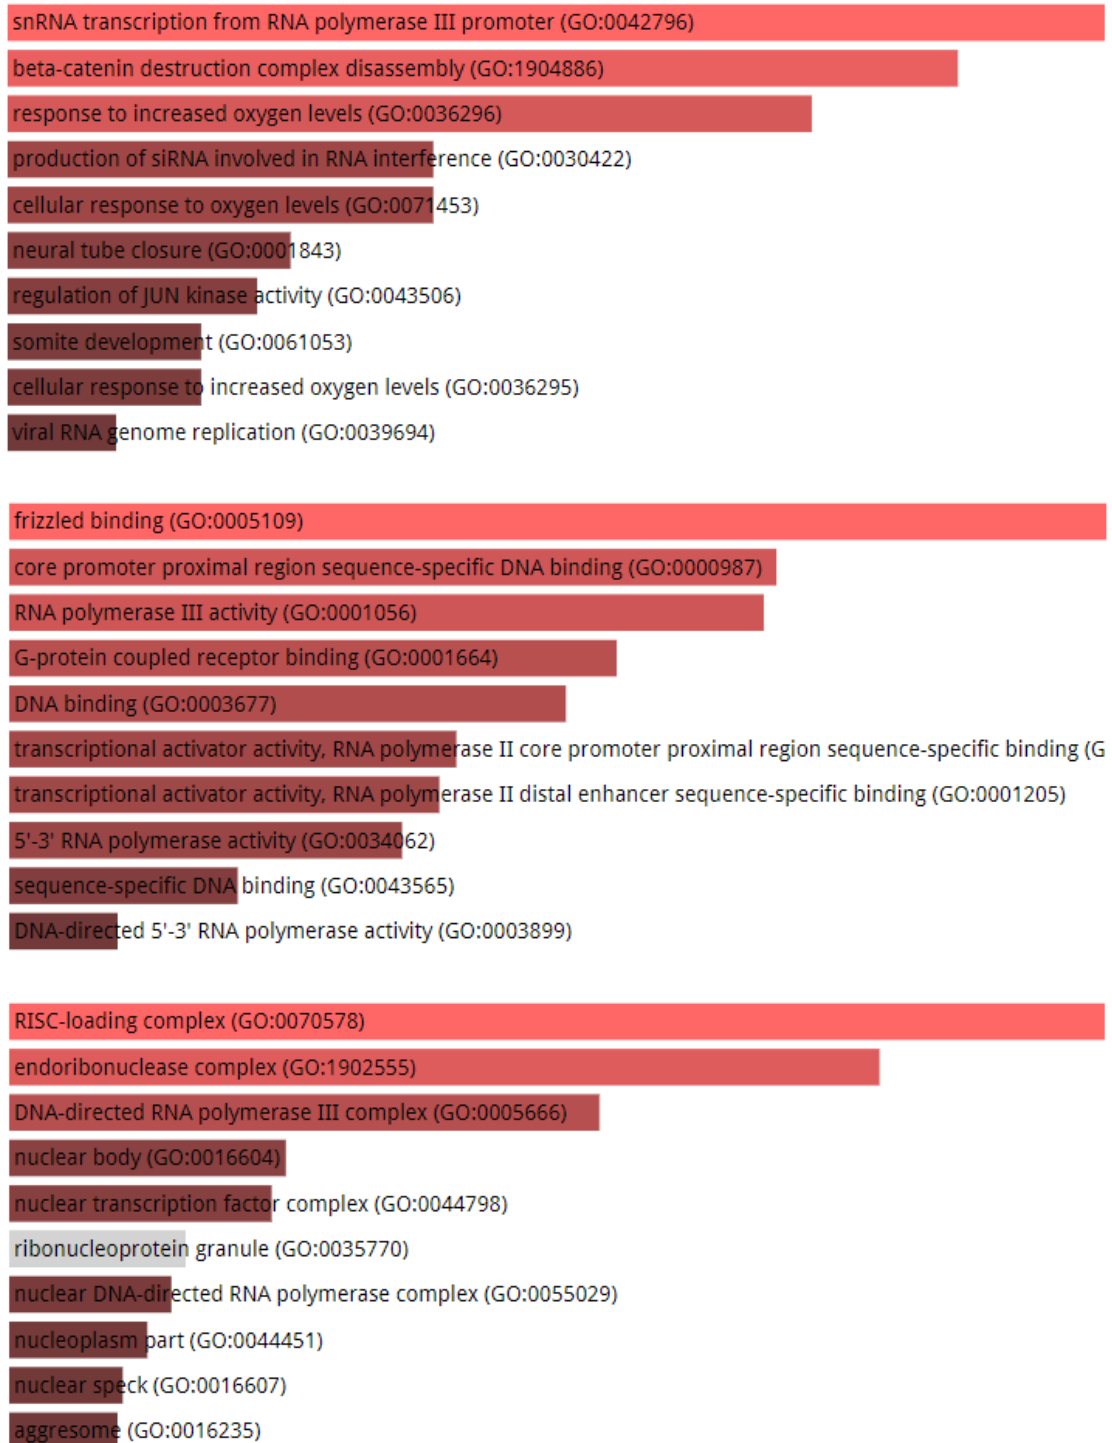 snRNA transcription from RNA polymerase III promoter (GO:0042796)
beta-catenin destruction complex disassembly (GO:1904886)
response to increased oxygen levels (GO:0036296)
production of siRNA involved in RNA interference (GO:0030422)
cellular response to oxygen levels (GO:0071453)
neural tube closure (GO:0001843)
regulation of JUN kinase activity (GO:0043506)
somite development (GO:0061053)
cellular response to increased oxygen levels (GO:0036295)
viral RNA genome replication (GO:0039694)
frizzled binding (GO:0005109)
core promoter proximal region sequence-specific DNA binding (GO:0000987)
RNA polymerase III activity (GO:0001056)
G-protein coupled receptor binding (GO:0001664)
DNA binding (GO:0003677)
transcriptional activator activity, RNA polymerase II core promoter proximal region sequence-specific binding (G
transcriptional activator activity, RNA polymerase II distal enhancer sequence-specific binding (GO:0001205)
5'-3' RNA polymerase activity (GO:0034062)
sequence-specific DNA binding (GO:0043565)
DNA-directed 5'-3' RNA polymerase activity (GO:0003899)
RISC-loading complex (GO:0070578)
endoribonuclease complex (GO:1902555)
DNA-directed RNA polymerase III complex (GO:0005666)
nuclear body (GO:0016604)
nuclear transcription factor complex (GO:0044798)
ribonucleoprotein granule (GO:0035770)
nuclear DNA-directed RNA polymerase complex (GO:0055029)
nucleoplasm part (GO:0044451)
nuclear speck (GO:0016607)
aggresome (GO:0016235)